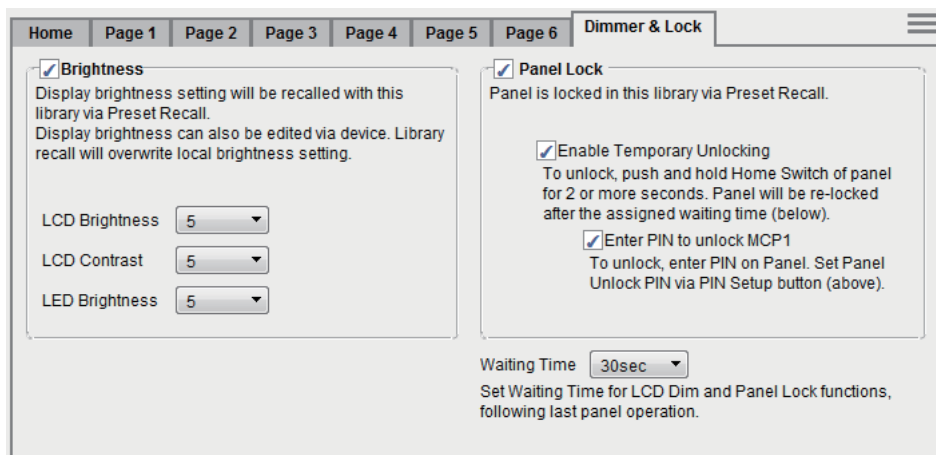 Home Page 1 Page 2 Page 3 Page 4 Page 5 Page 6 Dimmer & Lock
Brightness
Display brightness setting will be recalled with this
library via Preset Recall.
Display brightness can also be edited via device. Library
recall will overwrite local brightness setting.
LCD Brightness 5
LCD Contrast 5
LED Brightness 5
Panel Lock
Panel is locked in this library via Preset Recall.
Enable Temporary Unlocking
To unlock, push and hold Home Switch of panel
for 2 or more seconds. Panel will be re-locked
after the assigned waiting time (below).
Enter PIN to unlock MCP1
To unlock, enter PIN on Panel. Set Panel
Unlock PIN via PIN Setup button (above).
Waiting Time 30sec
Set Waiting Time for LCD Dim and Panel Lock functions,
following last panel operation.